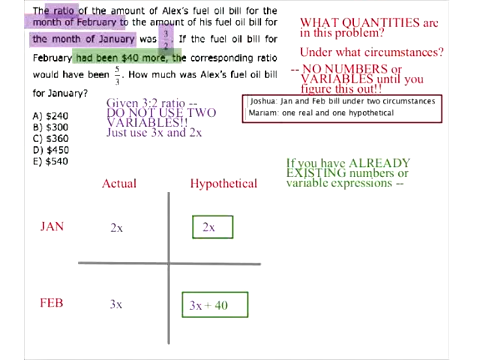 The ratio of the amount of Alex's fuel oil bill for the
month of February to the amount of his fuel oil bill for
the month of January was 3/2. If the fuel oil bill for
February had been $40 more, the corresponding ratio
would have been 5/3. How much was Alex's fuel oil bill
for January?
A) $240
B) $300
C) $360
D) $450
E) $540
Given 3:2 ratio --
DO NOT USE TWO
VARIABLES!!
Just use 3x and 2x
WHAT QUANTITIES are
in this problem?
Under what circumstances?
-- NO NUMBERS or
VARIABLES until you
figure this out!!
Joshua: Jan and Feb bill under two circumstances
Mariam: one real and one hypothetical
If you have ALREADY
EXISTING numbers or
variable expressions --
Actual Hypothetical
JAN 2x 2x
FEB 3x 3x + 40